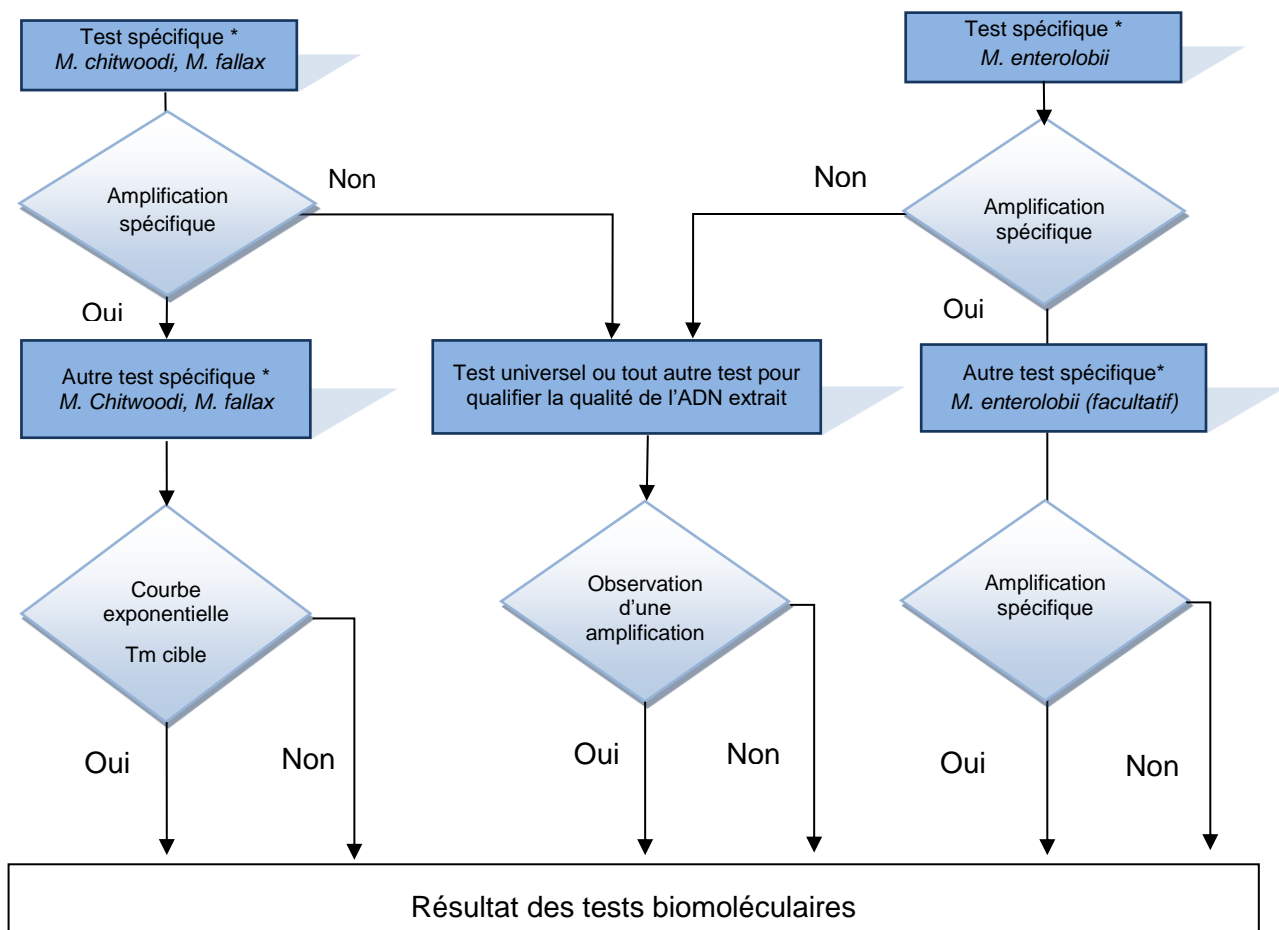 Test spécifique *
M. chitwoodi, M. fallax
Test spécifique *
M. enterolobii
Amplification
spécifique
Non
Non
Amplification
spécifique
Oui
Oui
Autre test spécifique *
M. Chitwoodi, M. fallax
Test universel ou tout autre test pour
qualifier la qualité de l'ADN extrait
Autre test spécifique*
M. enterolobii (facultatif)
Courbe
exponentielle
Tm cible
Observation
d'une
amplification
Amplification
spécifique
Oui
Non
Oui
Non
Oui
Non
Résultat des tests biomoléculaires